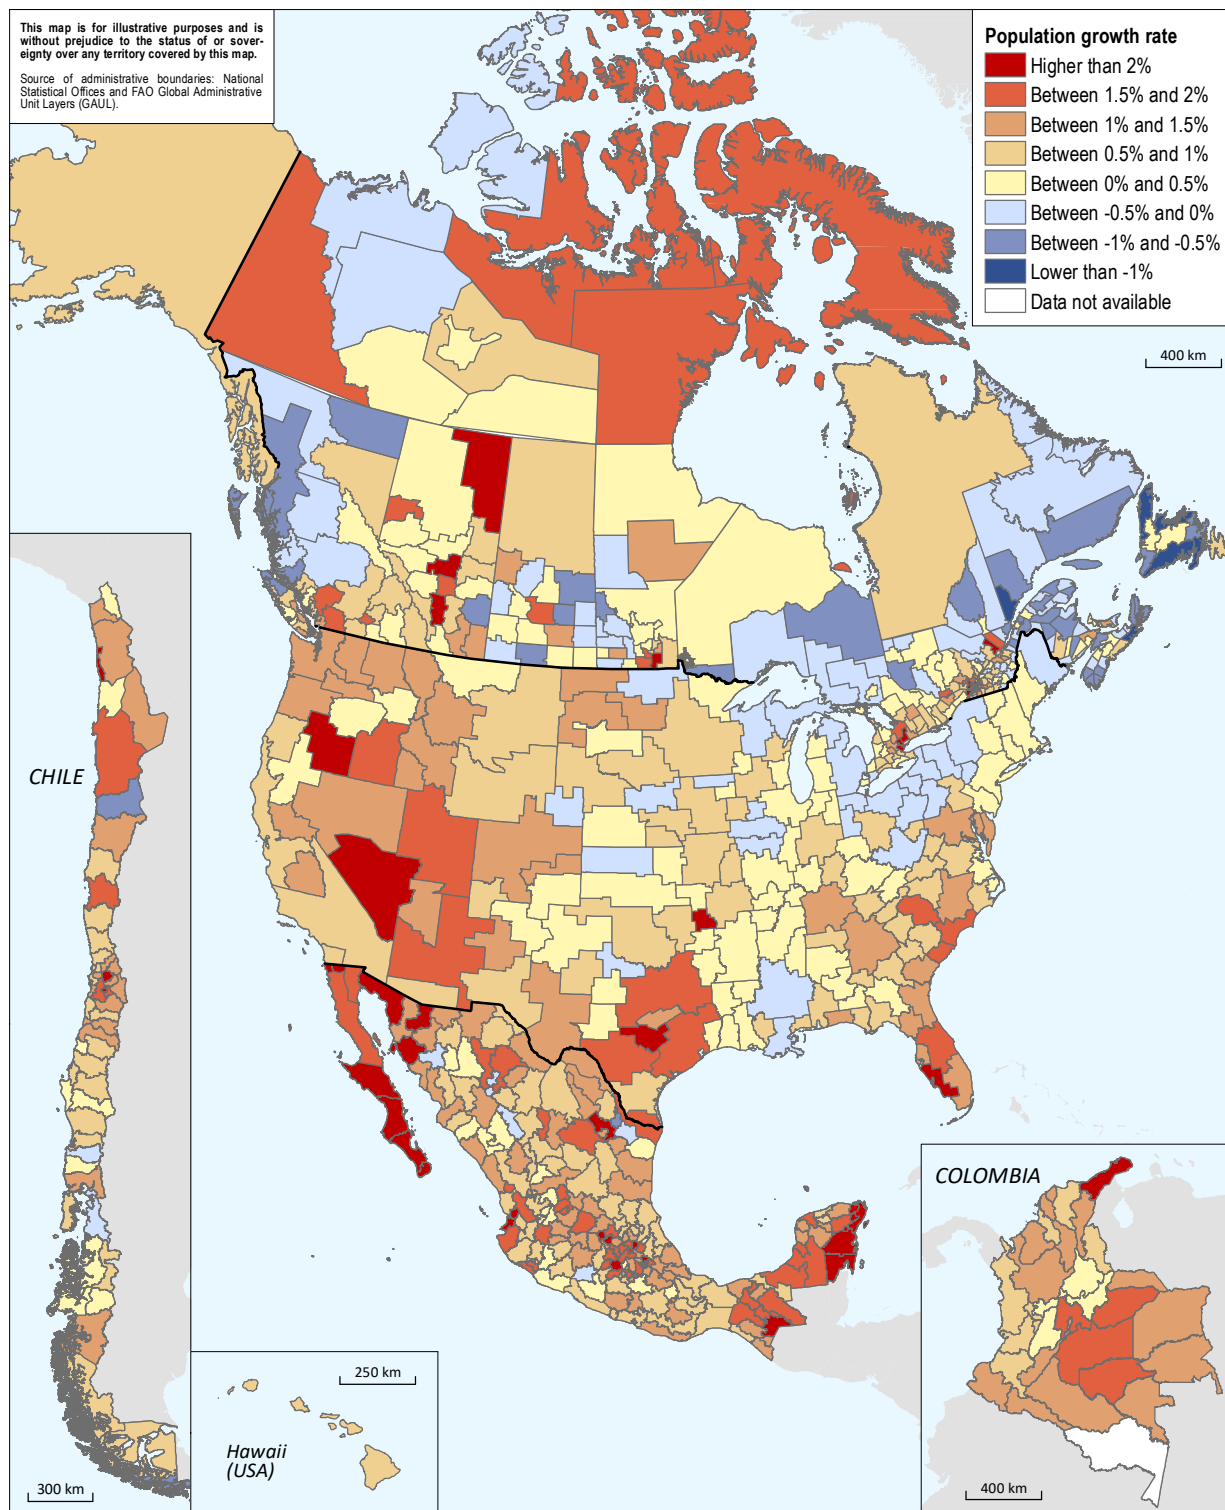 This map is for illustrative purposes and is
without prejudice to the status of or sover-
eignty over any territory covered by this map.
Source of administrative boundaries: National
Statistical Offices and FAO Global Administrative
Unit Layers (GAUL).
Population growth rate
Higher than 2%
Between 1.5% and 2%
Between 1% and 1.5%
Between 0.5% and 1%
Between 0% and 0.5%
Between -0.5% and 0%
Between -1% and -0.5%
Lower than -1%
Data not available
400 km
CHILE
300 km
250 km
Hawaii
(USA)
COLOMBIA
400 km